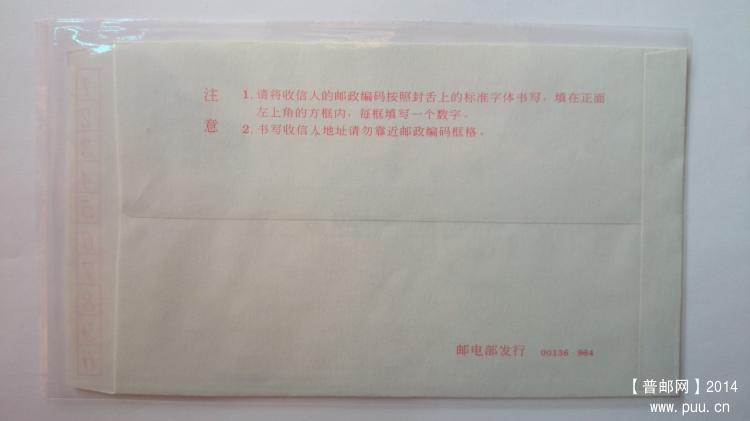 注意
1. 请将收信人的邮政编码按照封舌上的标准字体书写，填在正面
左上角的方框内，每框填写一个数字。
2. 书写收信人地址请勿靠近邮政编码框格。
邮电部发行 00136·964
【普邮网】2014
www.puu.cn